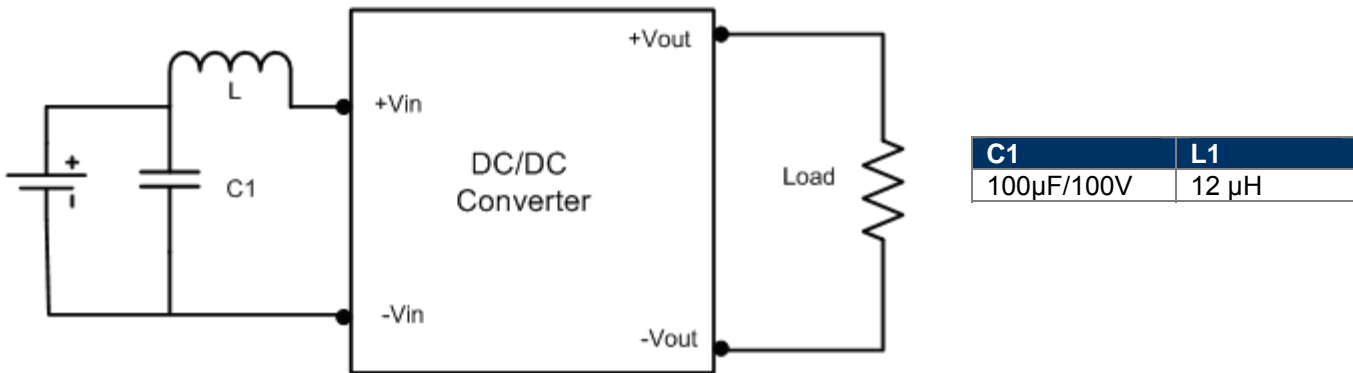 +Vout
L
+Vin
DC/DC
Converter
+
C1
-
Load
-Vin
-Vout
C1 L1
100µF/100V 12 µH